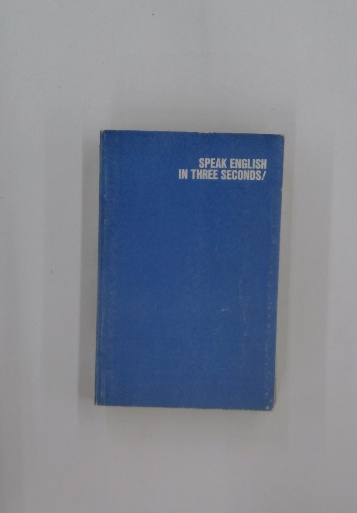 SPEAK ENGLISH
IN THREE SECONDS!